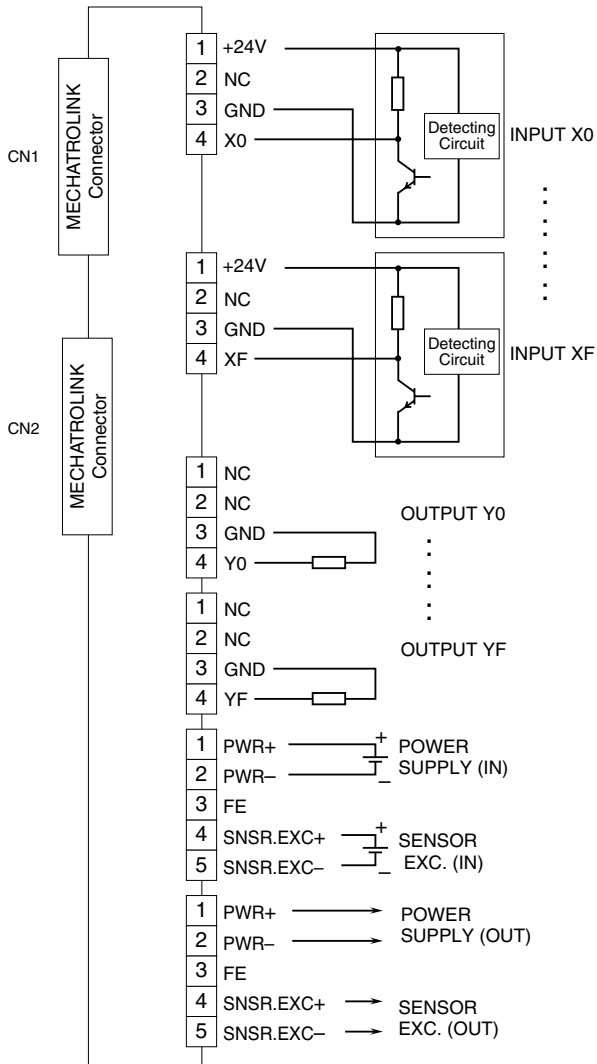 CN1
MECHATROLINK
Connector
1 +24V
2 NC
3 GND
4 X0
Detecting
Circuit
INPUT X0
1 +24V
2 NC
3 GND
4 XF
Detecting
Circuit
INPUT XF
CN2
MECHATROLINK
Connector
1 NC
2 NC
3 GND
4 Y0
OUTPUT Y0
1 NC
2 NC
3 GND
4 YF
OUTPUT YF
1 PWR+
2 PWR–
3 FE
4 SNSR.EXC+
5 SNSR.EXC–
+
–
POWER
SUPPLY (IN)
+
–
SENSOR
EXC. (IN)
1 PWR+
2 PWR–
3 FE
4 SNSR.EXC+
5 SNSR.EXC–
POWER
SUPPLY (OUT)
SENSOR
EXC. (OUT)